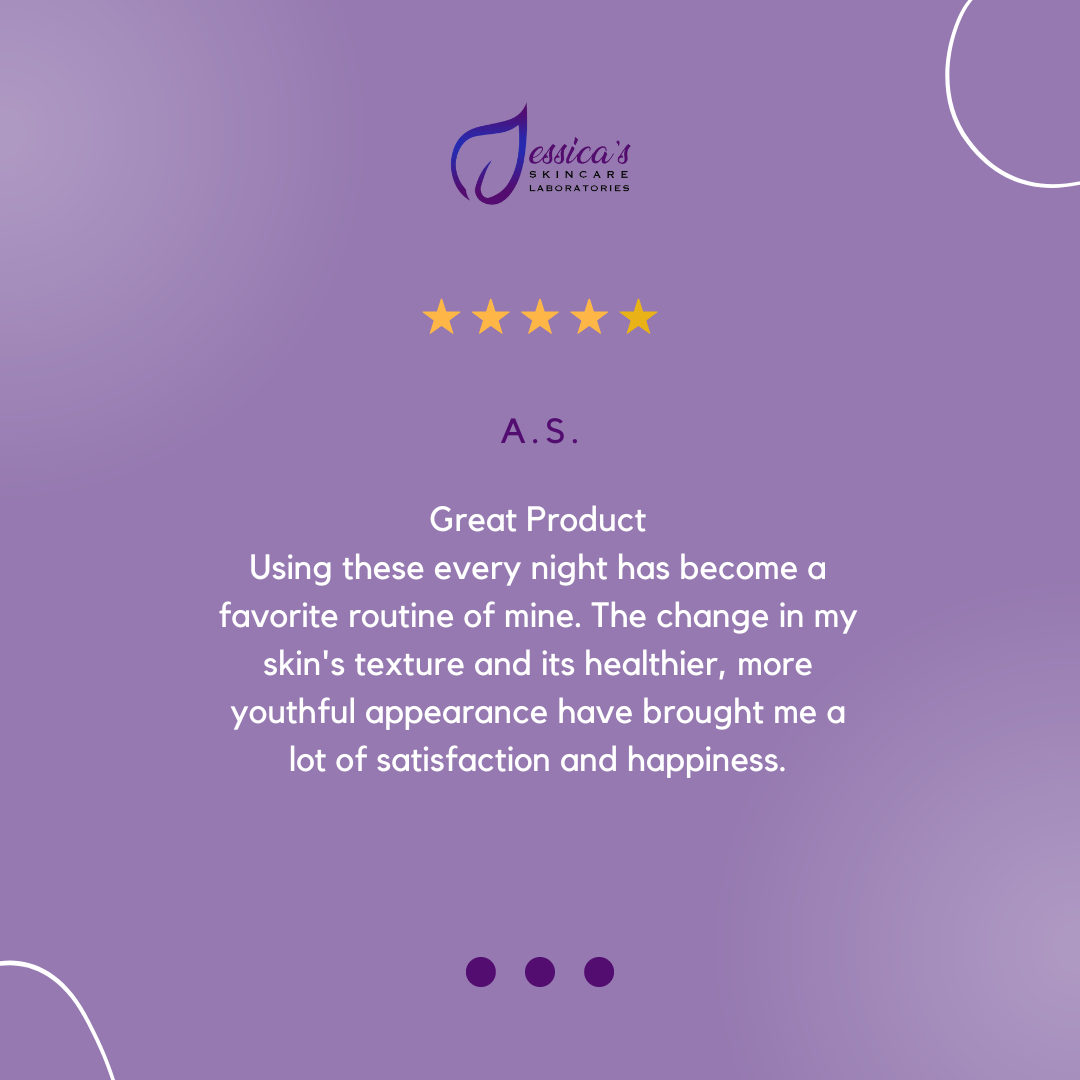 Jessica's
SKINCARE
LABORATORIES
A.S.
Great Product
Using these every night has become a
favorite routine of mine. The change in my
skin's texture and its healthier, more
youthful appearance have brought me a
lot of satisfaction and happiness.